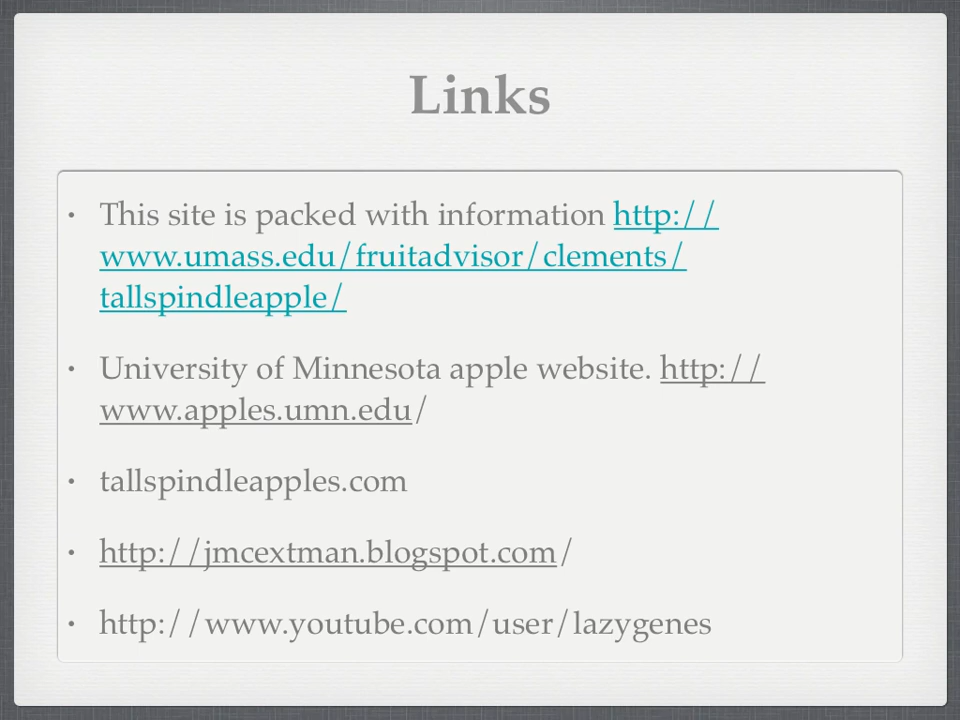 Links
• This site is packed with information http://
www.umass.edu/fruitadvisor/clements/
tallspindleapple/
• University of Minnesota apple website. http://
www.apples.umn.edu/
• tallspindleapples.com
• http://jmcextman.blogspot.com/
• http://www.youtube.com/user/lazygenes